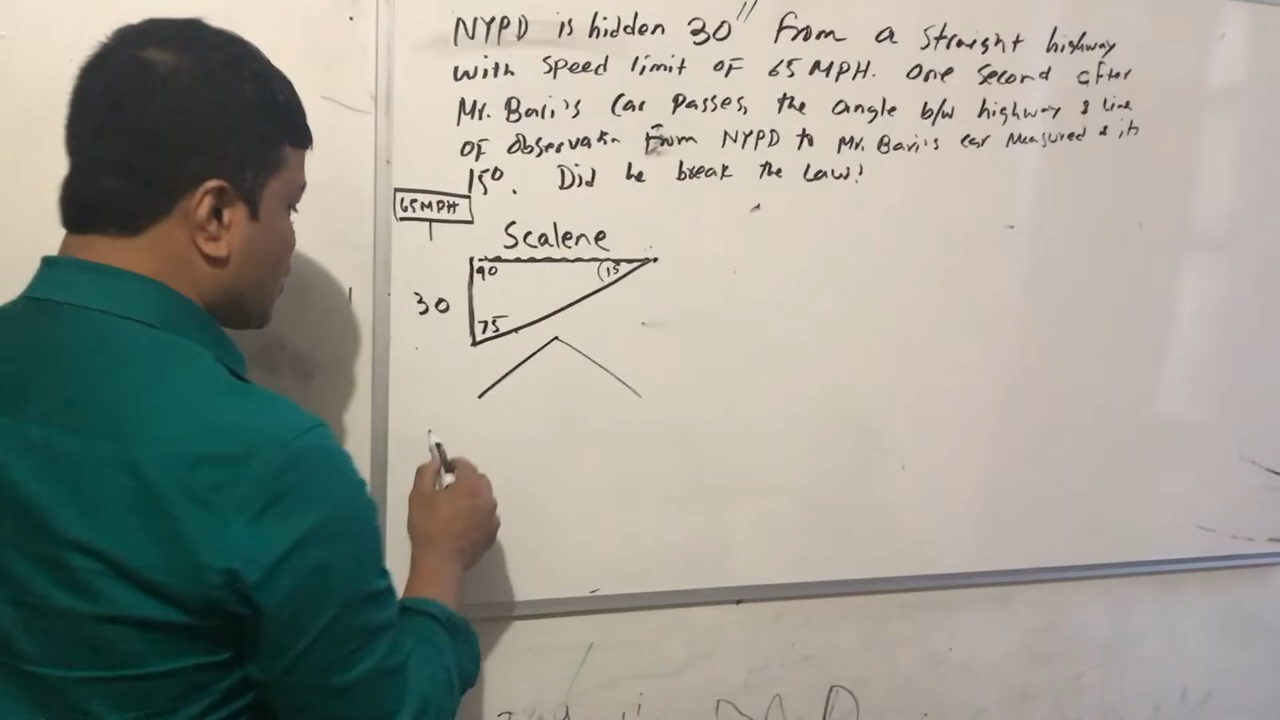 NYPD is hidden 30" from a straight highway
with speed limit of 65 MPH. One second after
Mr. Bari's car passes, the angle b/w highway & line
of observatn from NYPD to Mr. Bari's car measured & its
15°. Did he break the law?
65MPH
Scalene
90 15
30
75